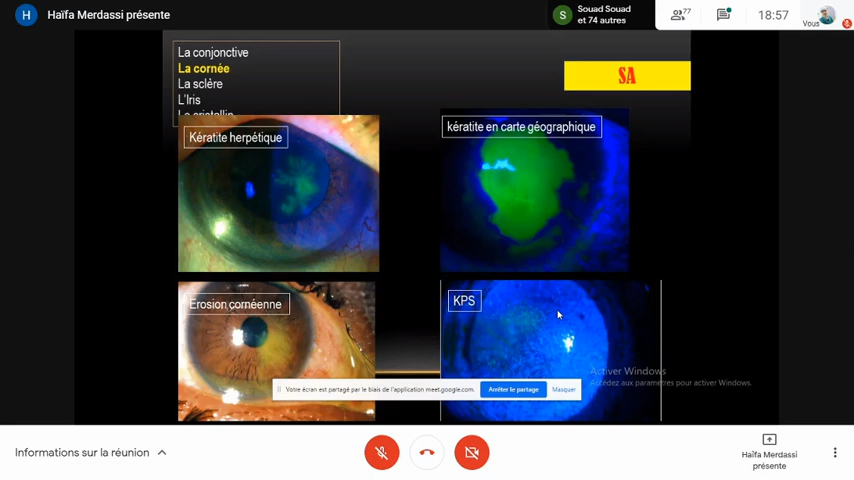 H
Haïfa Merdassi présente
S
Souad Souad
et 74 autres
77
18:57
Vous
La conjonctive
La cornée
La sclère
L'Iris
Le cristallin
SA
Kératite herpétique
kératite en carte géographique
Erosion cornéenne
KPS
Activer Windows
Accédez aux paramètres pour activer Windows.
Votre écran est partagé par le biais de l'application meet.google.com.
Arrêter le partage
Masquer
Informations sur la réunion
Haïfa Merdassi
présente